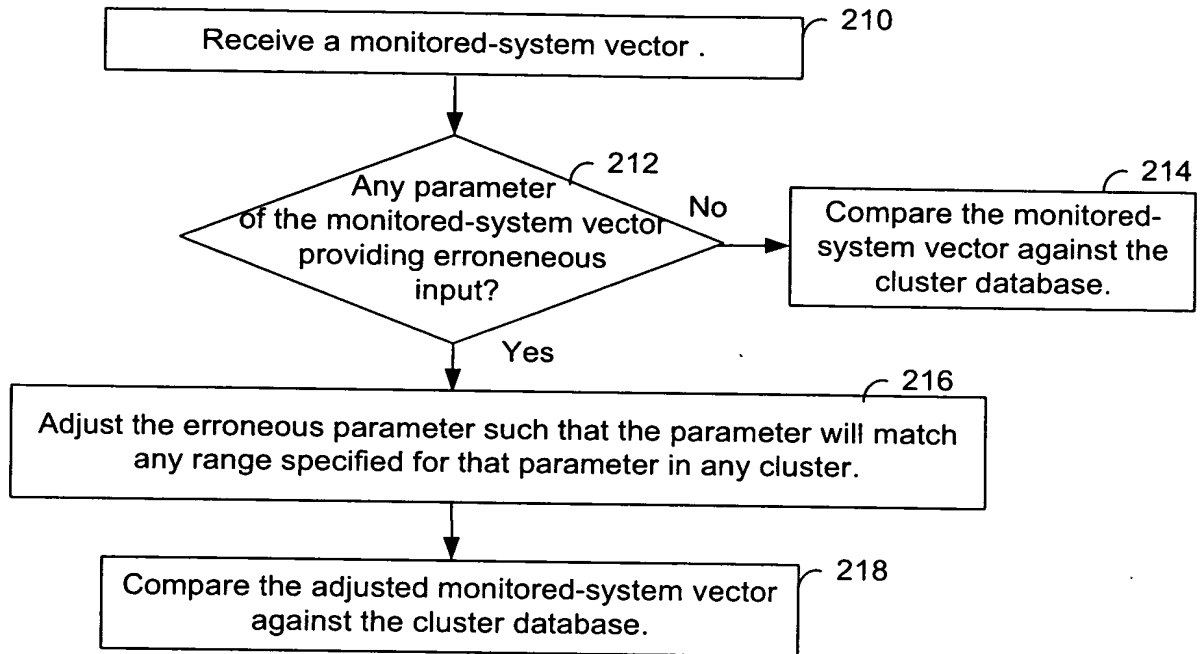 Receive a monitored-system vector .
210
212
Any parameter
of the monitored-system vector
providing erroneneous
input?
No
214
Compare the monitored-
system vector against the
cluster database.
Yes
216
Adjust the erroneous parameter such that the parameter will match
any range specified for that parameter in any cluster.
218
Compare the adjusted monitored-system vector
against the cluster database.